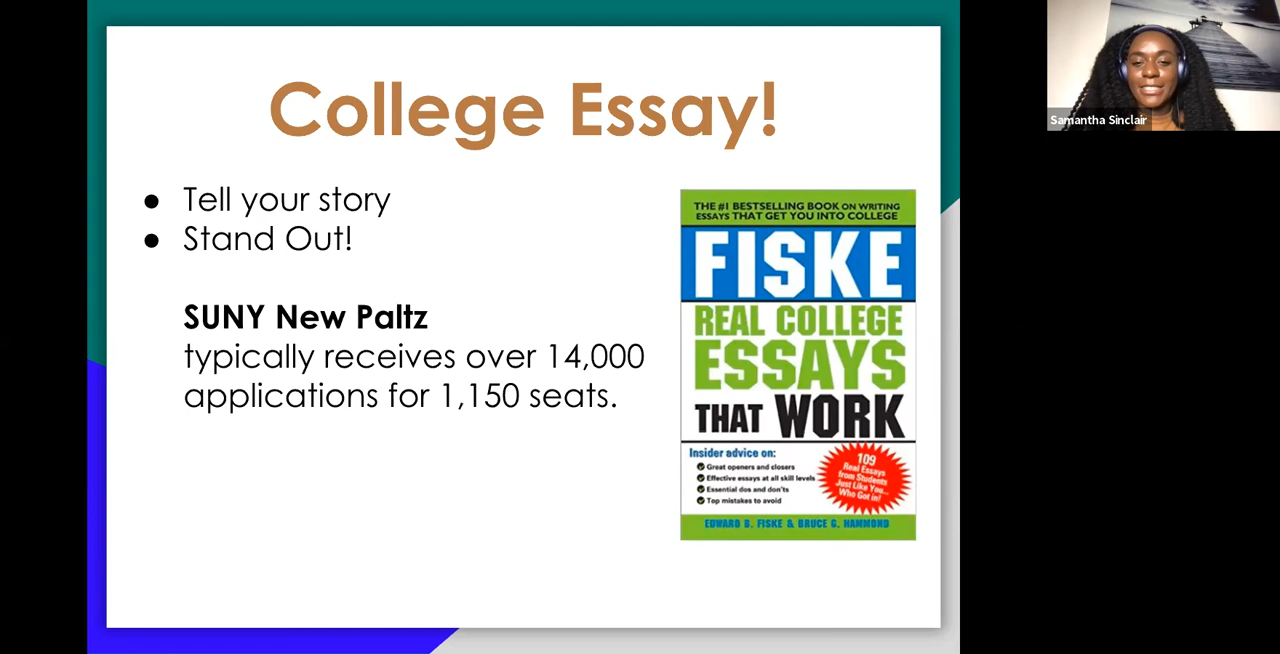 College Essay!
● Tell your story
● Stand Out!
SUNY New Paltz
typically receives over 14,000
applications for 1,150 seats.
THE #1 BESTSELLING BOOK ON WRITING
ESSAYS THAT GET YOU INTO COLLEGE
FISKE
REAL COLLEGE
ESSAYS
THAT WORK
Insider advice on:
Great openers and closers
Effective essays at all skill levels
Essential dos and don'ts
Top mistakes to avoid
109
Real Essays
from Students
Just Like You...
Who Got in!
EDWARD B. FISKE & BRUCE G. HAMMOND
Samantha Sinclair